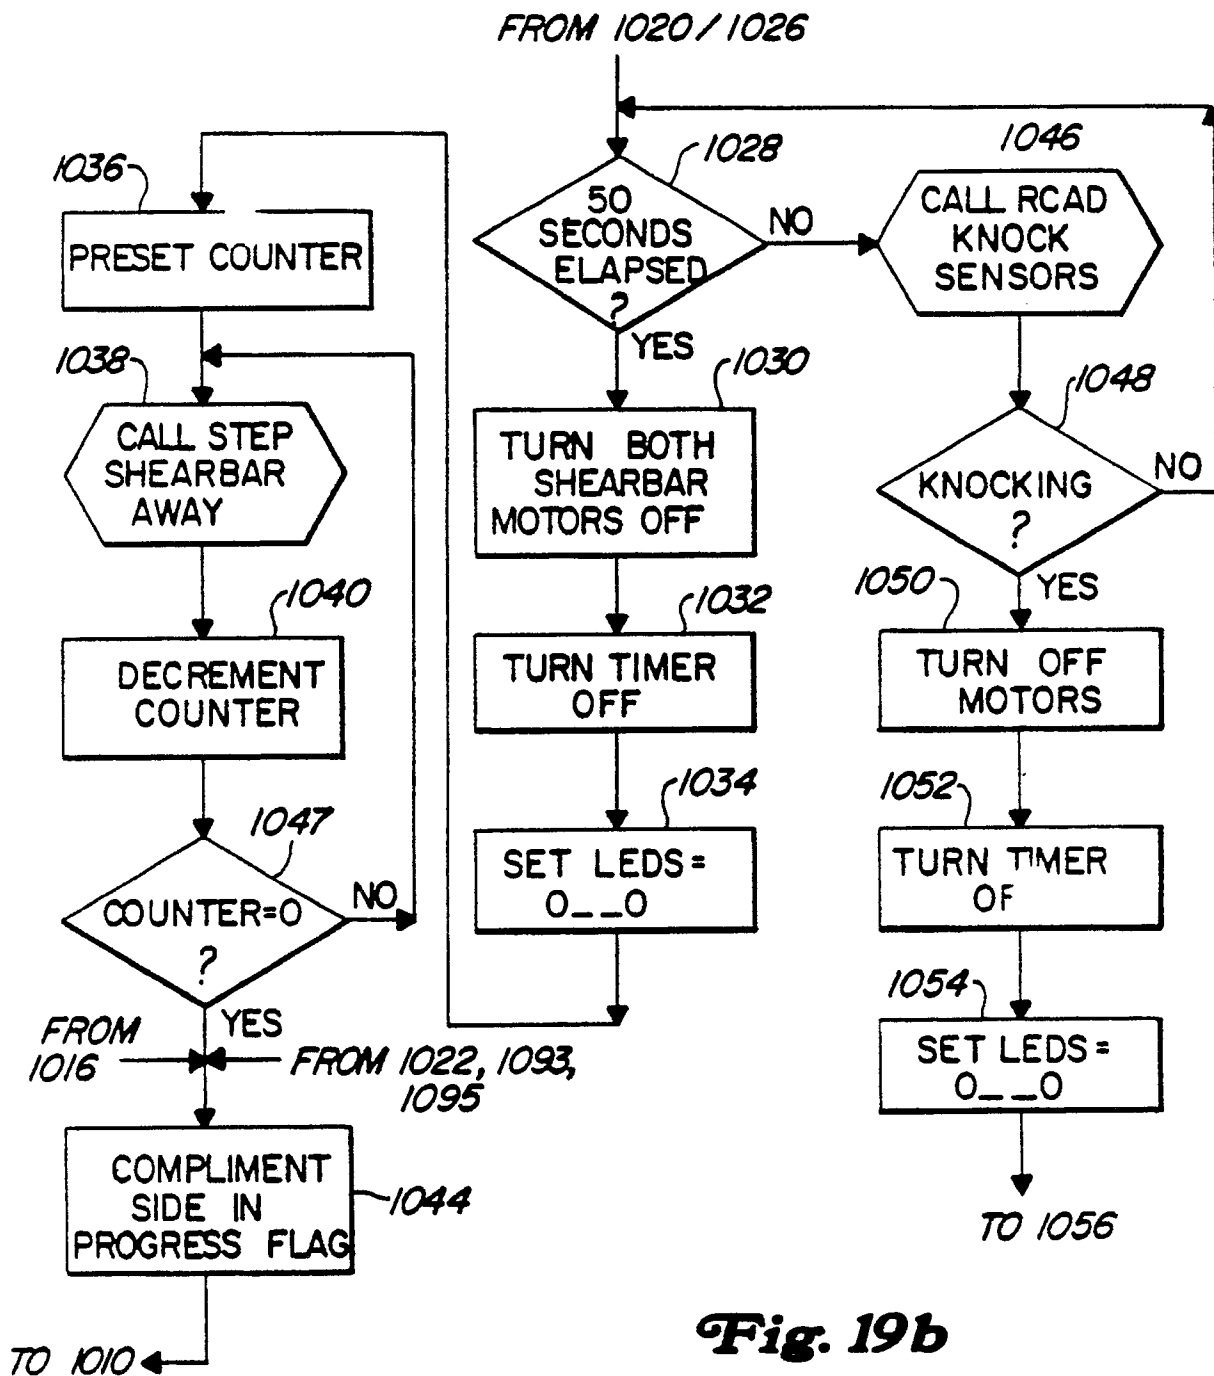 FROM 1020/1026
1036
PRESET COUNTER
1038
CALL STEP
SHEARBAR
AWAY
1040
DECREMENT
COUNTER
1047
COUNTER=0
?
NO
YES
FROM
1016
FROM 1022, 1093,
1095
COMPLIMENT
SIDE IN
PROGRESS FLAG
1044
TO 1010
1028
50
SECONDS
ELAPSED
?
NO
YES
1030
TURN BOTH
SHEARBAR
MOTORS OFF
1032
TURN TIMER
OFF
1034
SET LEDS=
0__0
1046
CALL RCAD
KNOCK
SENSORS
1048
KNOCKING
?
NO
YES
1050
TURN OFF
MOTORS
1052
TURN TIMER
OF
1054
SET LEDS=
0__0
TO 1056
Fig. 19b